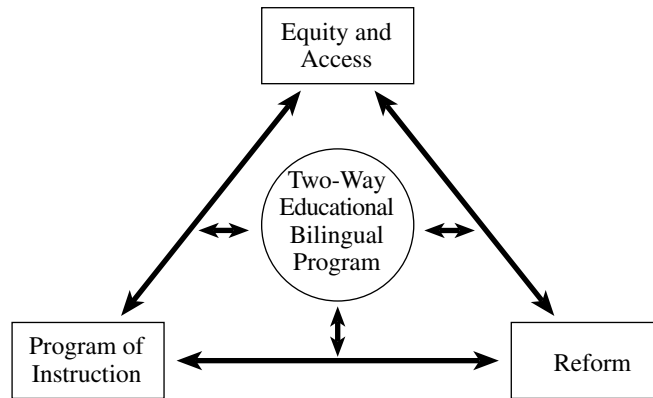 Equity and
Access
Two-Way
Educational
Bilingual
Program
Program of
Instruction
Reform